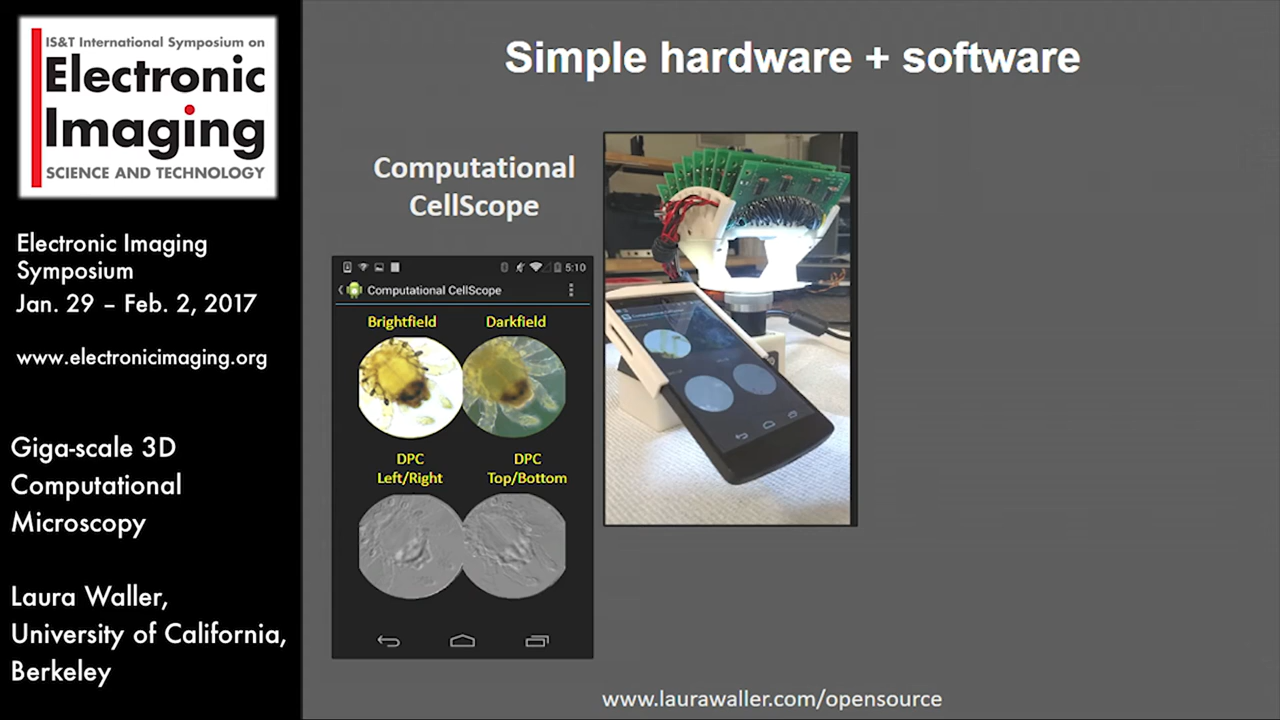 IS&T International Symposium on
Electronic
Imaging
SCIENCE AND TECHNOLOGY
Electronic Imaging
Symposium
Jan. 29 – Feb. 2, 2017
www.electronicimaging.org
Giga-scale 3D
Computational
Microscopy
Laura Waller,
University of California,
Berkeley
Simple hardware + software
Computational
CellScope
5:10
Computational CellScope
Brightfield
Darkfield
DPC
Left/Right
DPC
Top/Bottom
www.laurawaller.com/opensource